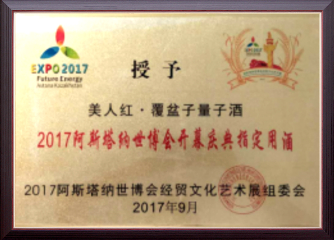 EXPO 2017
Future Energy
Astana Kazakhstan
授予
美人红·覆盆子量子酒
2017阿斯塔纳世博会开幕庆典指定用酒
2017阿斯塔纳世博会经贸文化艺术展组委会
2017年9月